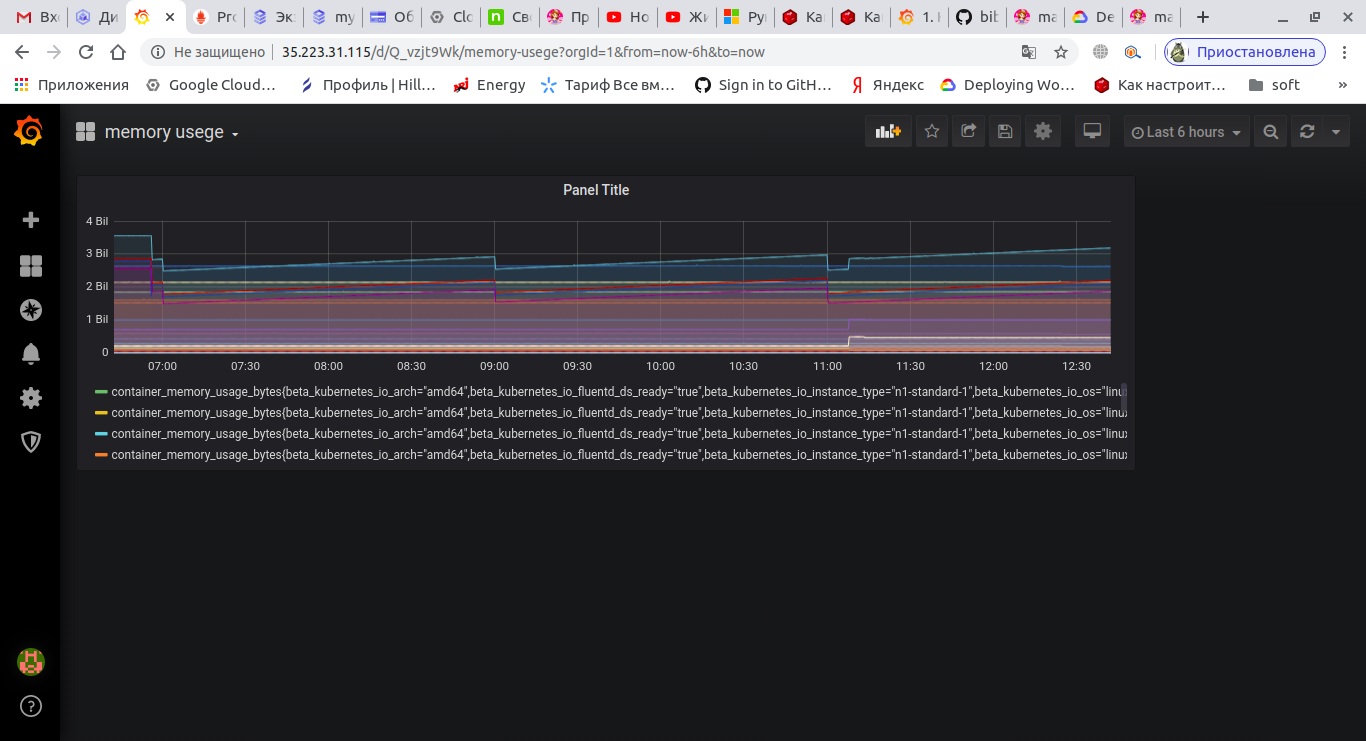 Вхо
Ди
Pro
Экз
my
Об
Clo
Све
Пр
Но
Жи
Ру
Ка
Ка
1. К
bib
ma
De
ma
Не защищено
35.223.31.115/d/Q_vzjt9Wk/memory-usege?orgId=1&from=now-6h&to=now
Приостановлена
Приложения
Google Cloud…
Профиль | Hill…
Energy
Тариф Все вм…
Sign in to GitH…
Яндекс
Deploying Wo…
Как настроит…
soft
»
memory usege
Last 6 hours
Panel Title
4 Bil
3 Bil
2 Bil
1 Bil
0
07:00 07:30 08:00 08:30 09:00 09:30 10:00 10:30 11:00 11:30 12:00 12:30
container_memory_usage_bytes{beta_kubernetes_io_arch="amd64",beta_kubernetes_io_fluentd_ds_ready="true",beta_kubernetes_io_instance_type="n1-standard-1",beta_kubernetes_io_os="linux
container_memory_usage_bytes{beta_kubernetes_io_arch="amd64",beta_kubernetes_io_fluentd_ds_ready="true",beta_kubernetes_io_instance_type="n1-standard-1",beta_kubernetes_io_os="linux
container_memory_usage_bytes{beta_kubernetes_io_arch="amd64",beta_kubernetes_io_fluentd_ds_ready="true",beta_kubernetes_io_instance_type="n1-standard-1",beta_kubernetes_io_os="linux
container_memory_usage_bytes{beta_kubernetes_io_arch="amd64",beta_kubernetes_io_fluentd_ds_ready="true",beta_kubernetes_io_instance_type="n1-standard-1",beta_kubernetes_io_os="linux